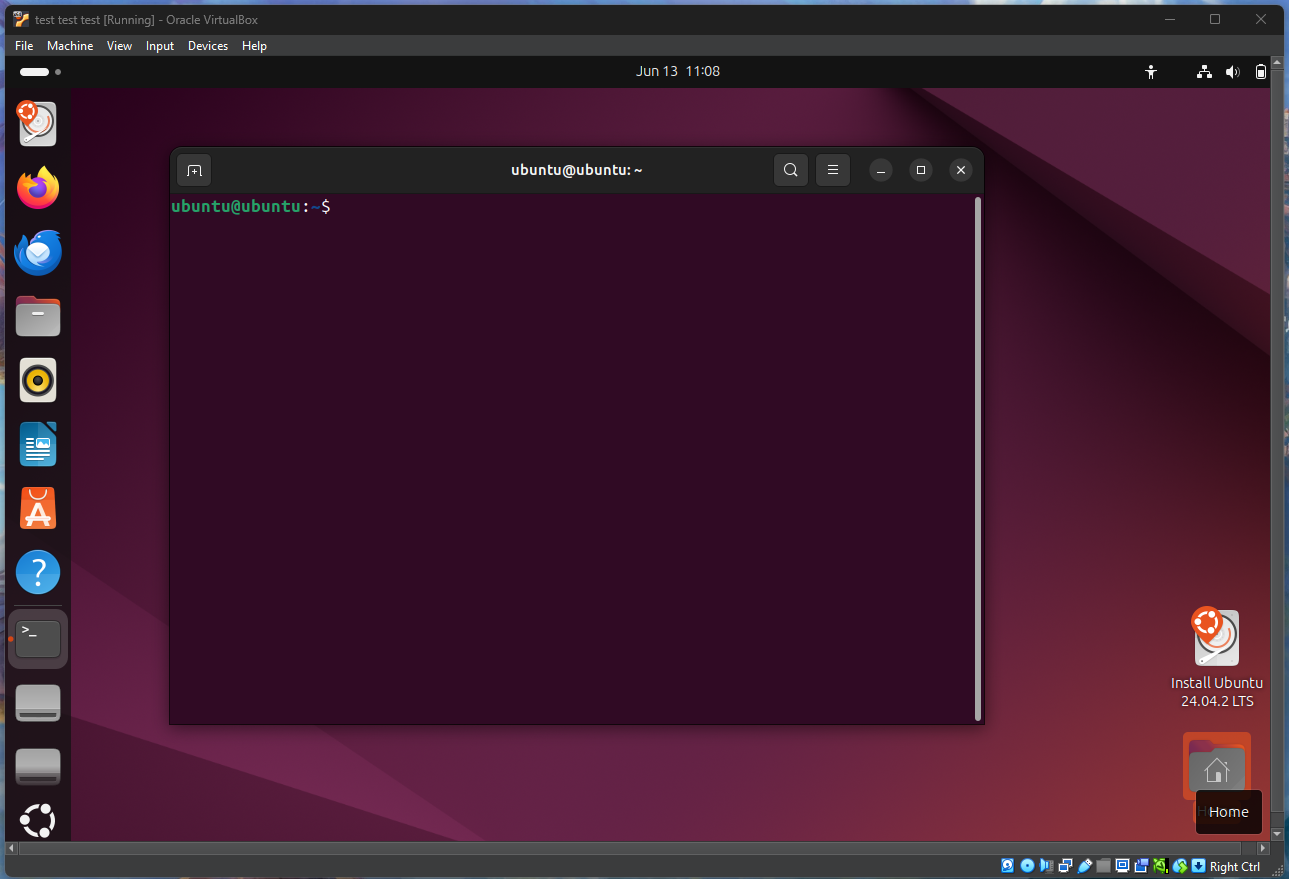 test test test [Running] - Oracle VirtualBox
File Machine View Input Devices Help
Jun 13 11:08
ubuntu@ubuntu: ~
ubuntu@ubuntu:~$
>_
?
Install Ubuntu
24.04.2 LTS
Home
Right Ctrl